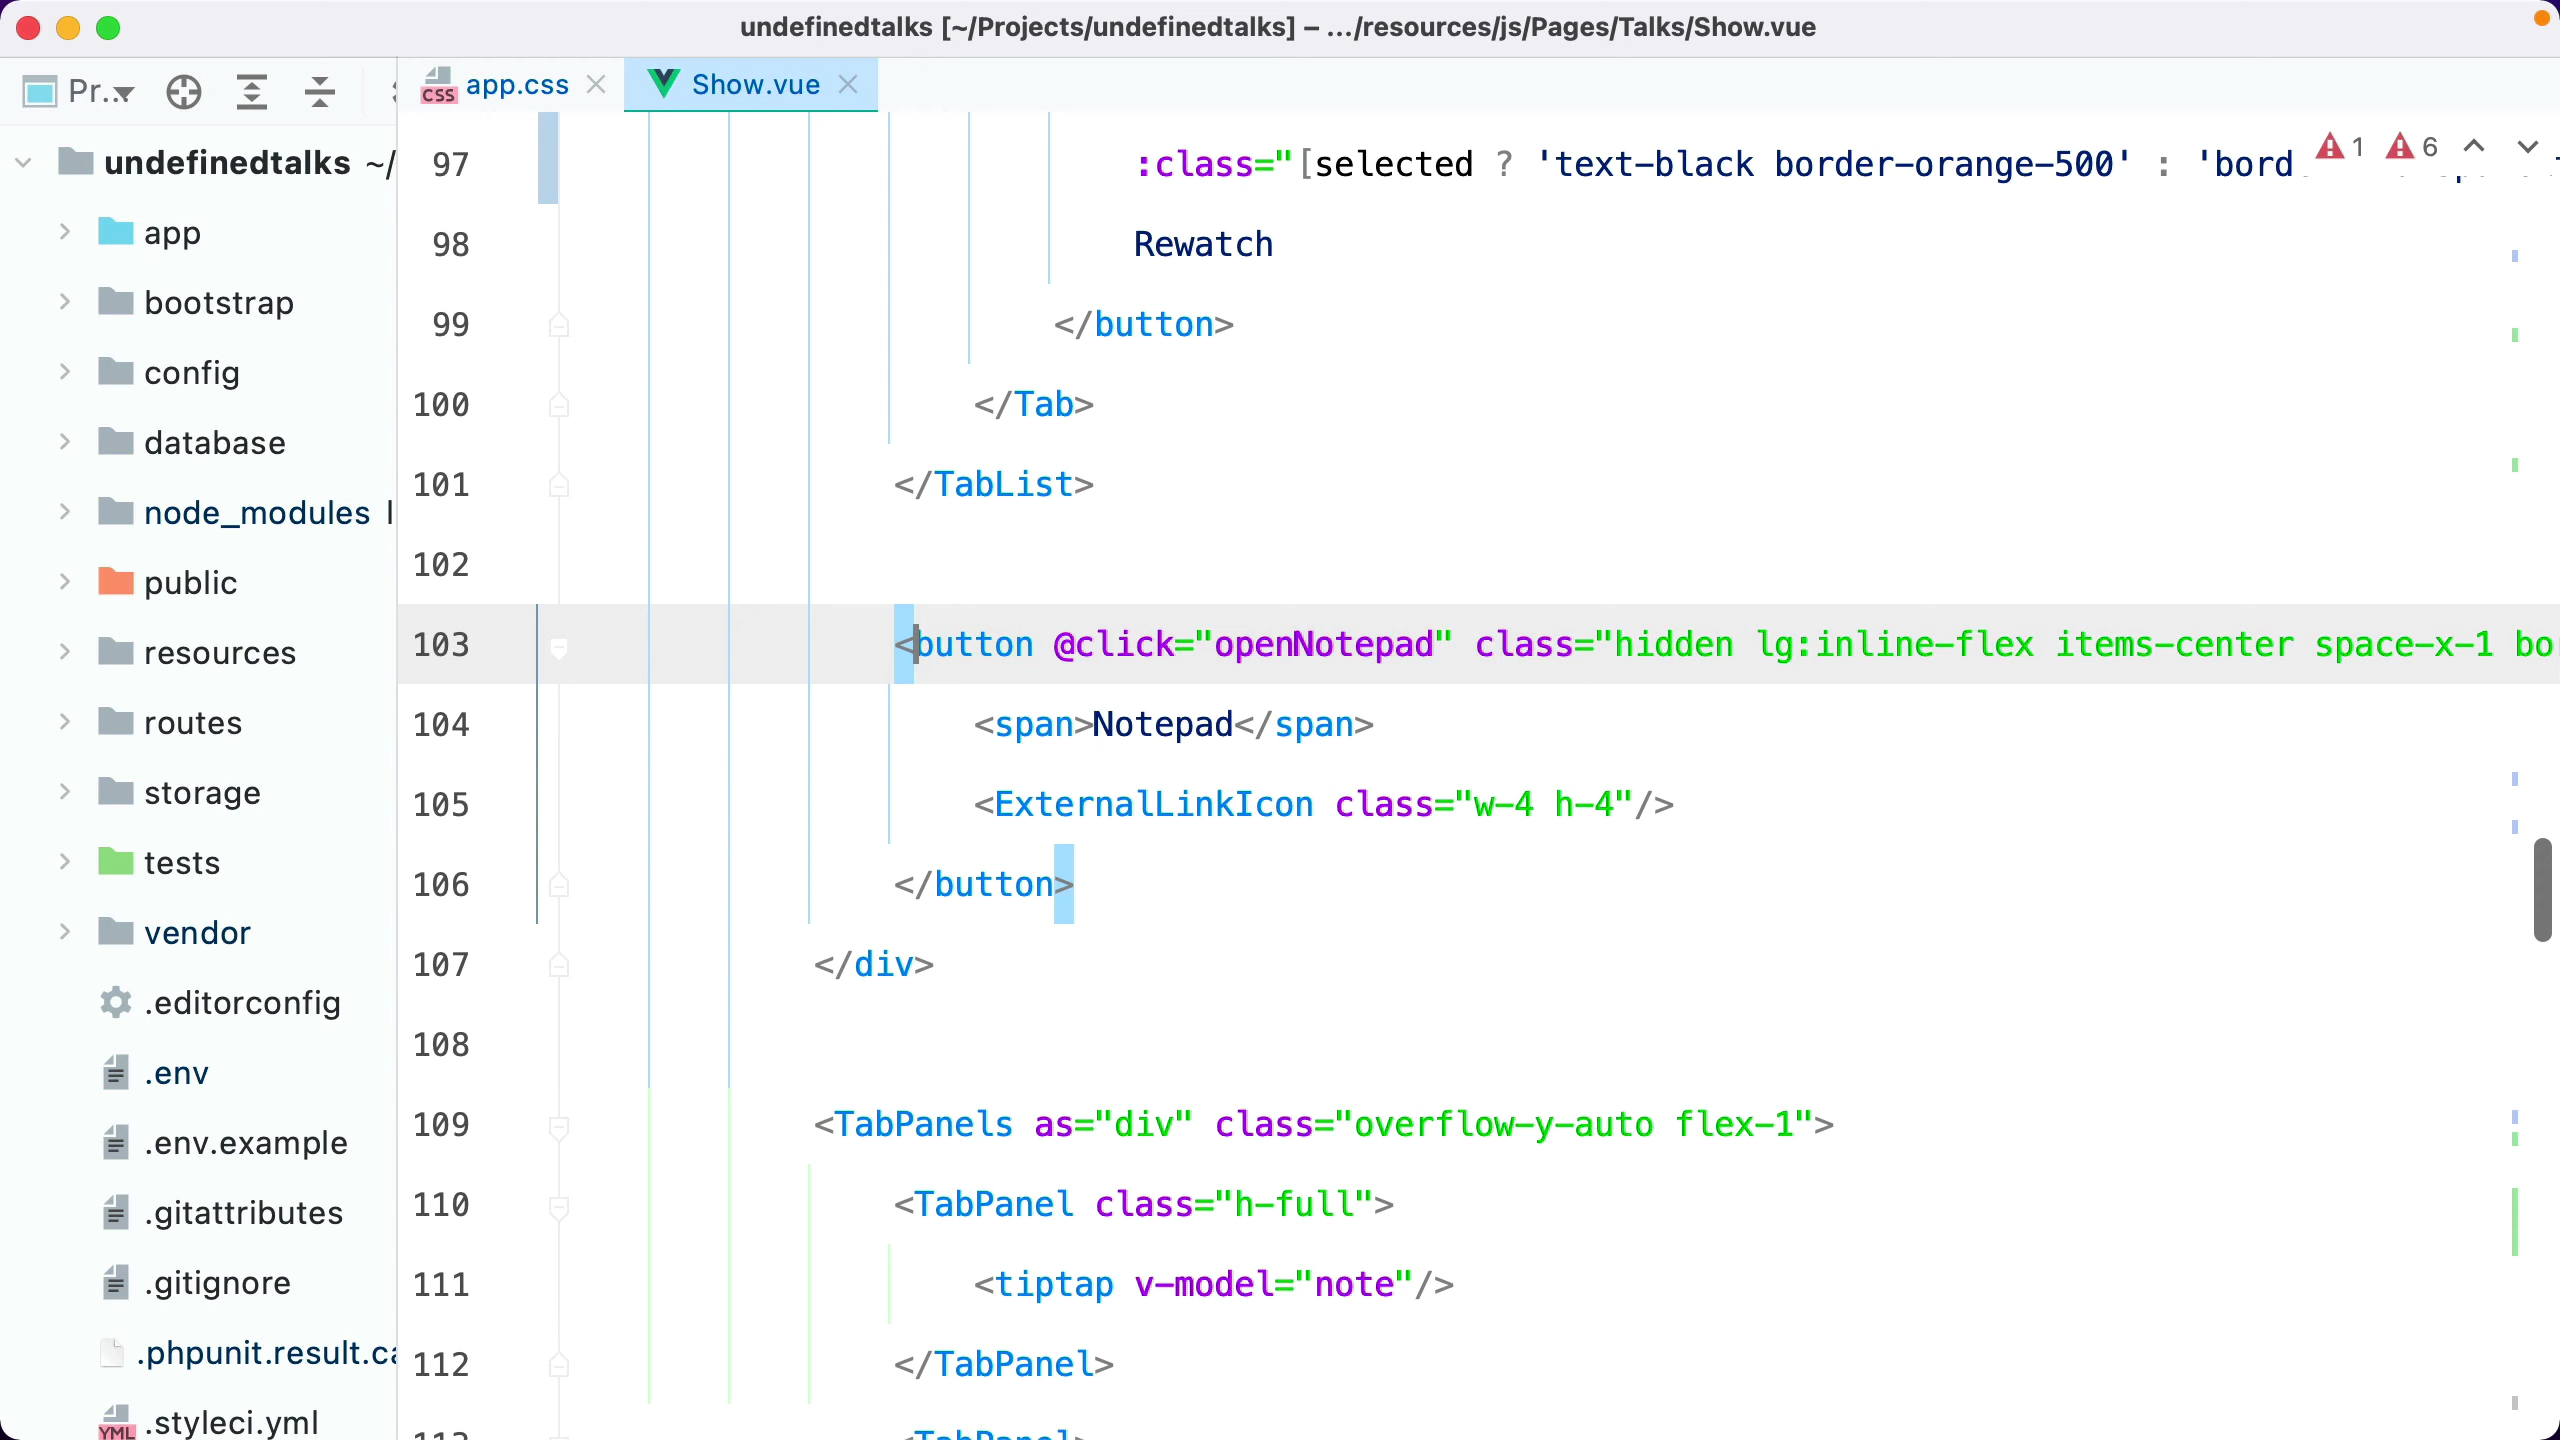 undefinedtalks [~/Projects/undefinedtalks] – .../resources/js/Pages/Talks/Show.vue
Pr...
CSS app.css
Show.vue
undefinedtalks ~/
app
bootstrap
config
database
node_modules l
public
resources
routes
storage
tests
vendor
.editorconfig
.env
.env.example
.gitattributes
.gitignore
.phpunit.result.ca
YML .styleci.yml
97 :class="[selected ? 'text-black border-orange-500' : 'bord
1 6
98 Rewatch
99 </button>
100 </Tab>
101 </TabList>
102
103 <button @click="openNotepad" class="hidden lg:inline-flex items-center space-x-1 bo
104 <span>Notepad</span>
105 <ExternalLinkIcon class="w-4 h-4"/>
106 </button>
107 </div>
108
109 <TabPanels as="div" class="overflow-y-auto flex-1">
110 <TabPanel class="h-full">
111 <tiptap v-model="note"/>
112 </TabPanel>
113 <TabPanel>